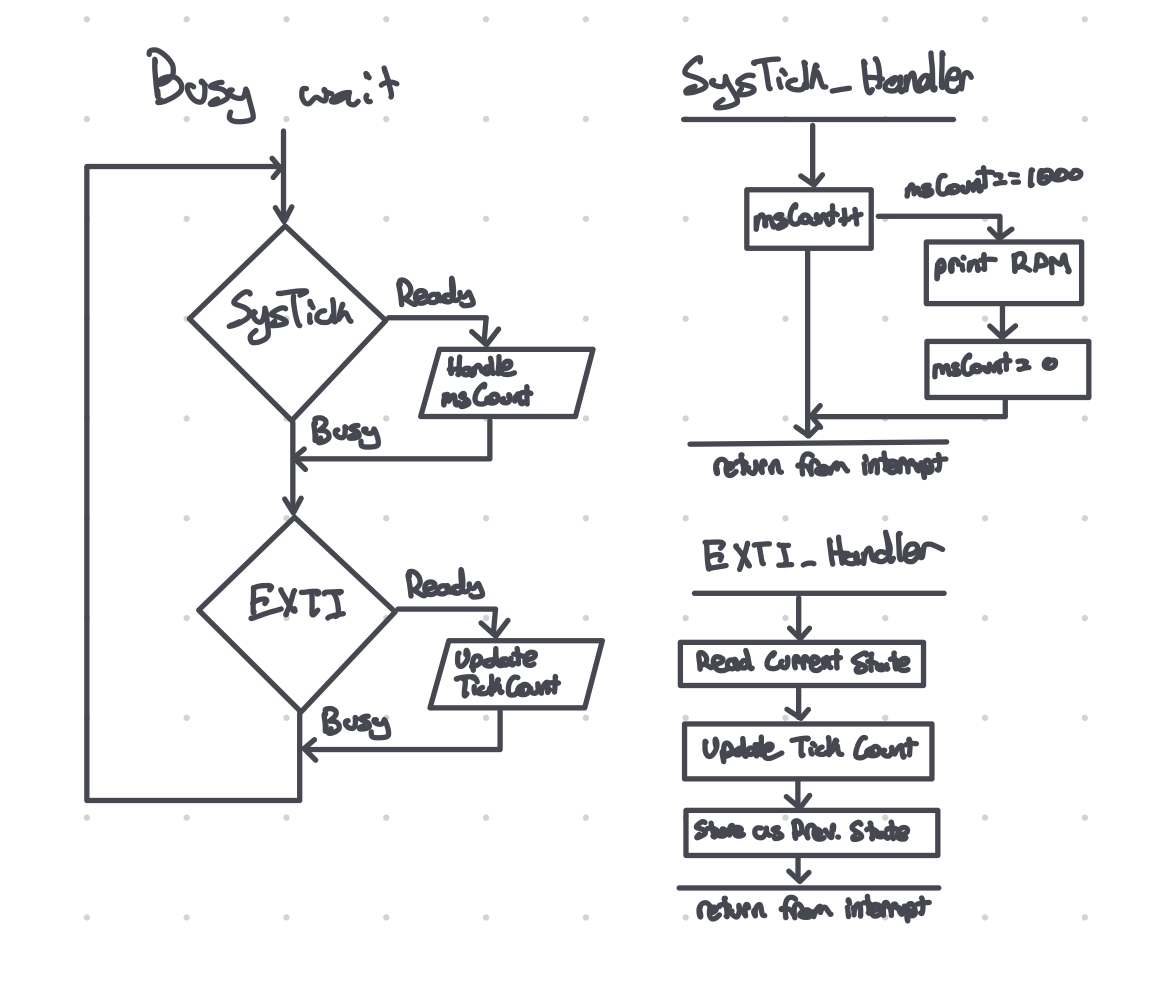 Busy wait
SysTick
Ready
Handle
msCount
Busy
EXTI
Ready
Update
TickCount
Busy
SysTick_Handler
msCount++
msCount == 1000
print RPM
msCount = 0
return from interrupt
EXTI_Handler
Read Current State
Update Tick Count
Store as Prev. State
return from interrupt